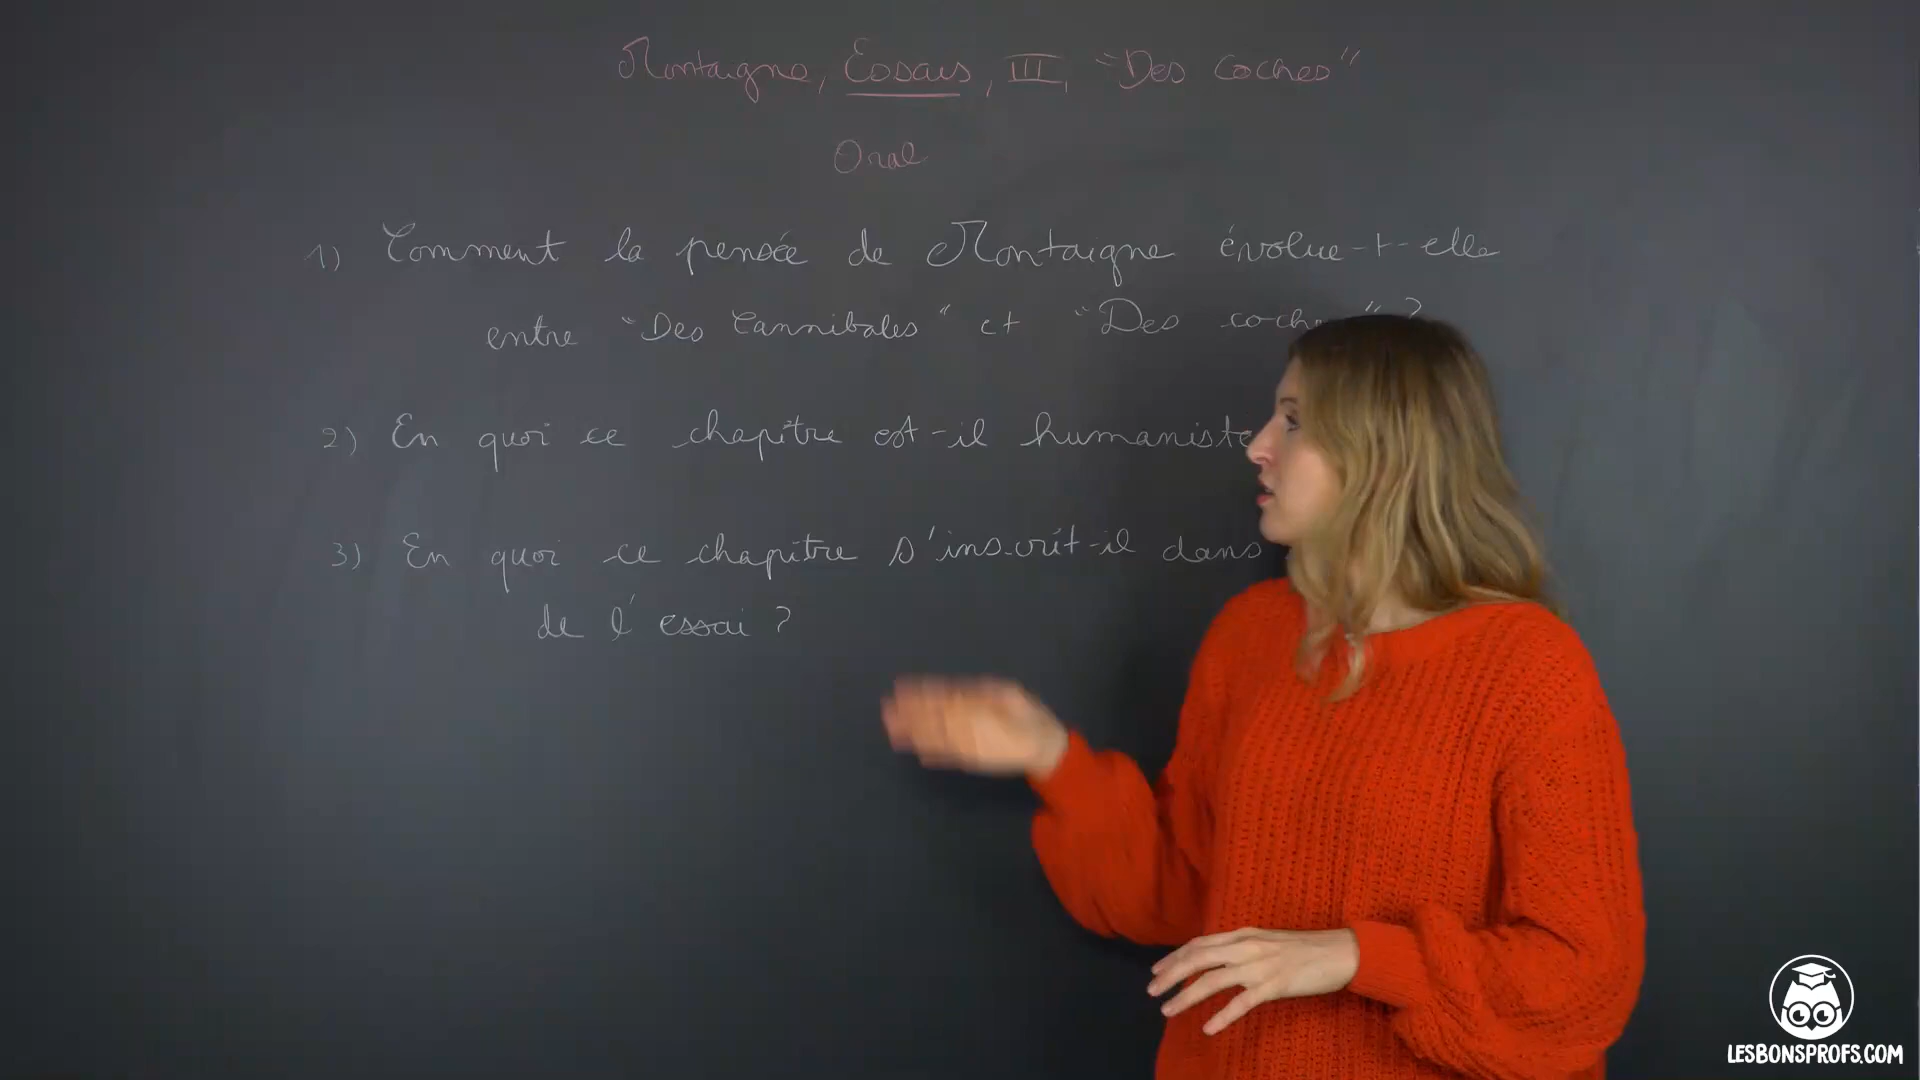 Montaigne, Essais, III, "Des coches"
Oral
1) Comment la pensée de Montaigne évolue-t-elle
entre "Des Cannibales" et "Des coche" ?
2) En quoi ce chapitre est-il humaniste
3) En quoi ce chapitre s'inscrit-il dans
de l'essai ?
LESBONSPROFS.COM